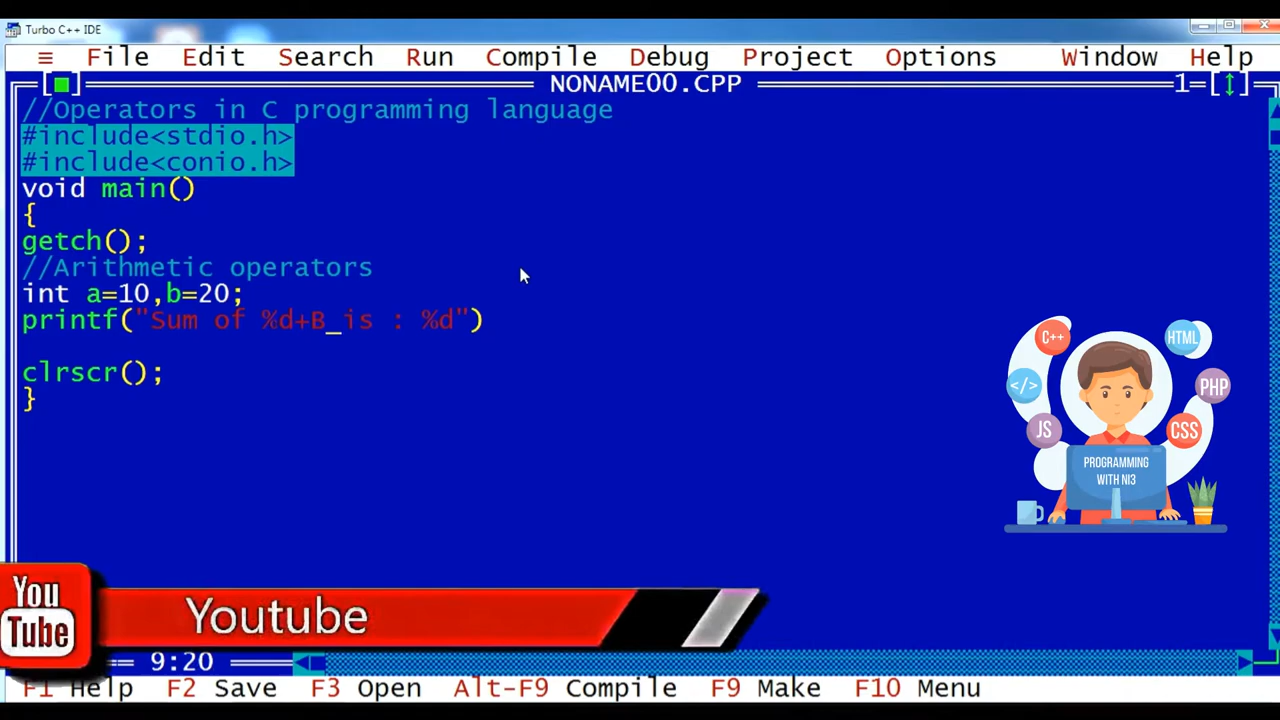 Turbo C++ IDE
≡ File Edit Search Run Compile Debug Project Options Window Help
NONAME00.CPP 1=[↕]
//Operators in C programming language
#include<stdio.h>
#include<conio.h>
void main()
{
getch();
//Arithmetic operators
int a=10,b=20;
printf("Sum of %d+B_is : %d")
clrscr();
}
C++
HTML
</>
PHP
JS
CSS
PROGRAMMING
WITH NI3
You
Tube
Youtube
9:20
F1 Help F2 Save F3 Open Alt-F9 Compile F9 Make F10 Menu